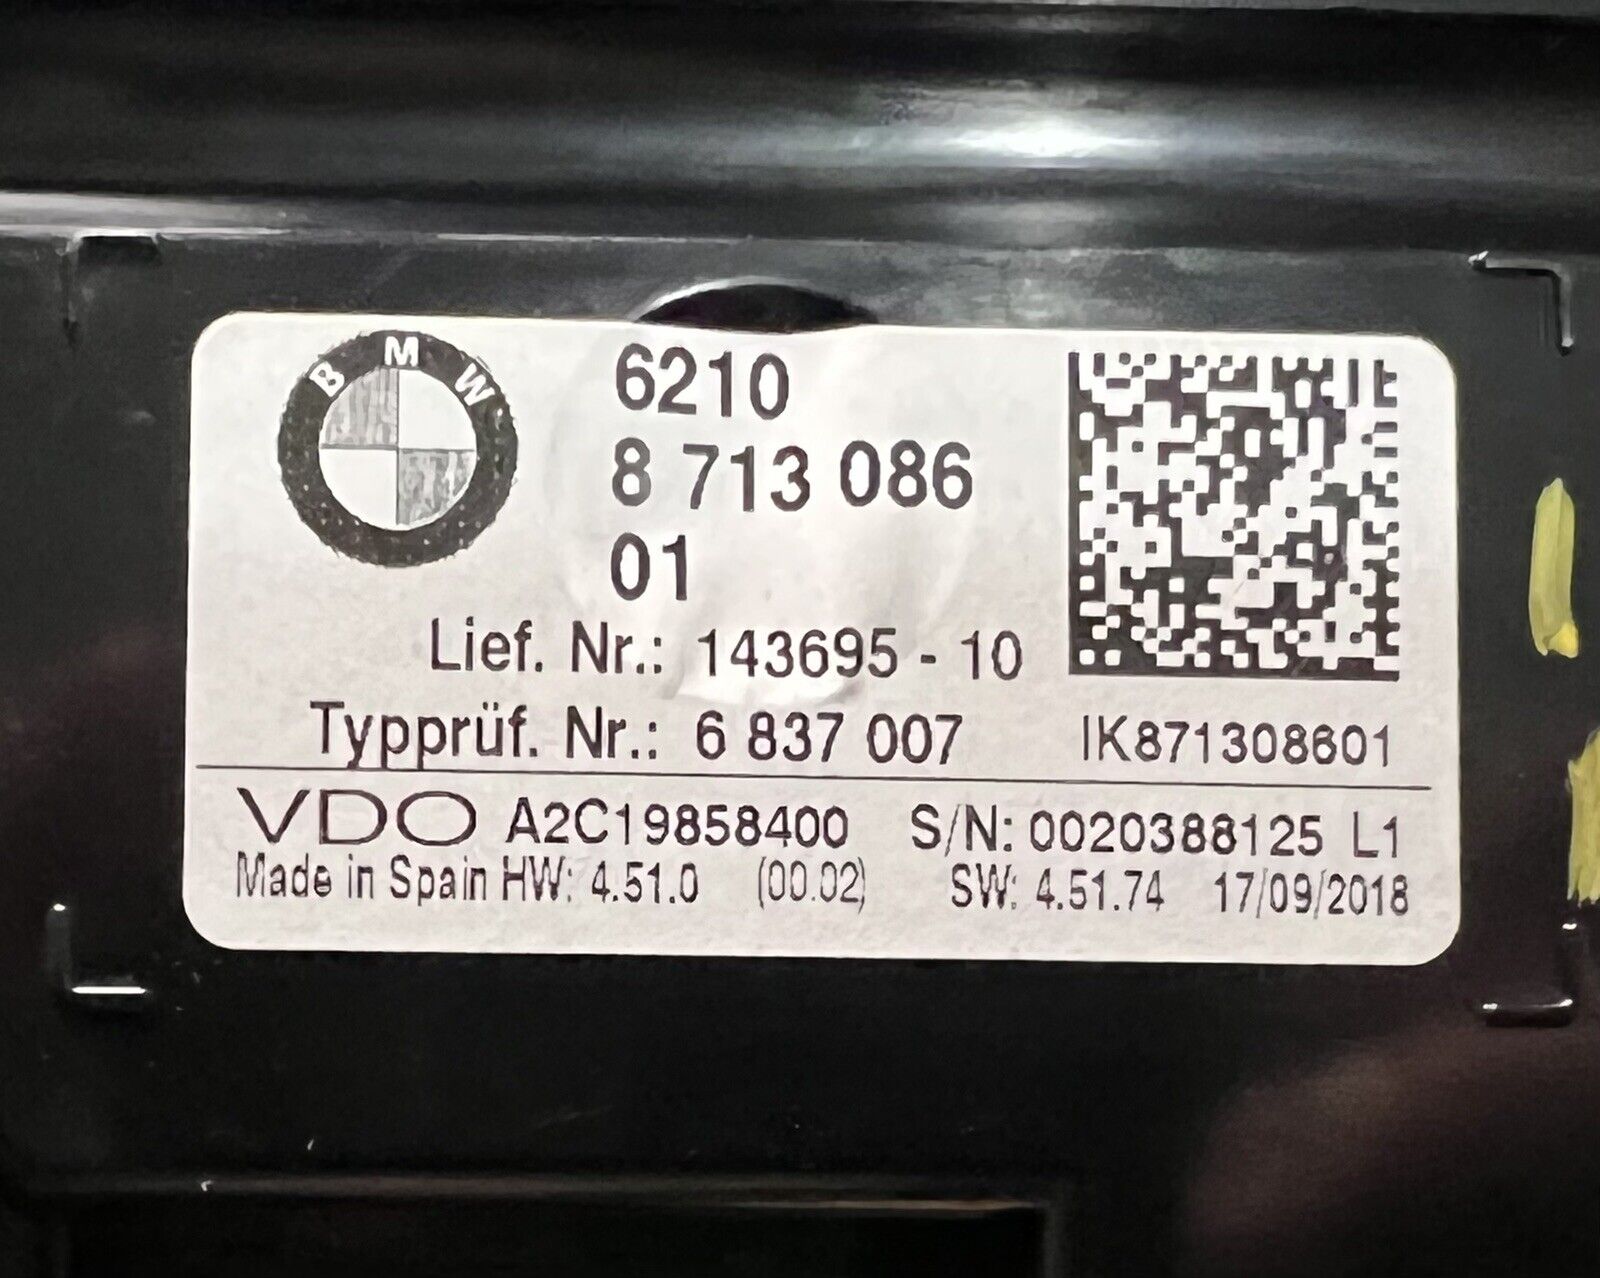 BMW
6210
8 713 086
01
Lief. Nr.: 143695 - 10
Typprüf. Nr.: 6 837 007 IK871308601
VDO A2C19858400 S/N: 0020388125 L1
Made in Spain HW: 4.51.0 (00.02) SW: 4.51.74 17/09/2018